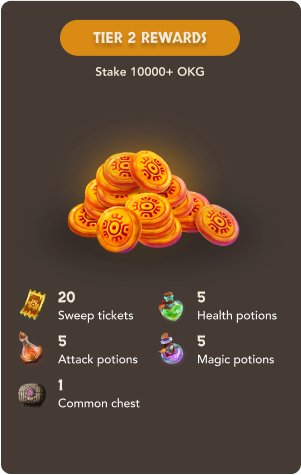 TIER 2 REWARDS
Stake 10000+ OKG
20
Sweep tickets
5
Health potions
5
Attack potions
5
Magic potions
1
Common chest